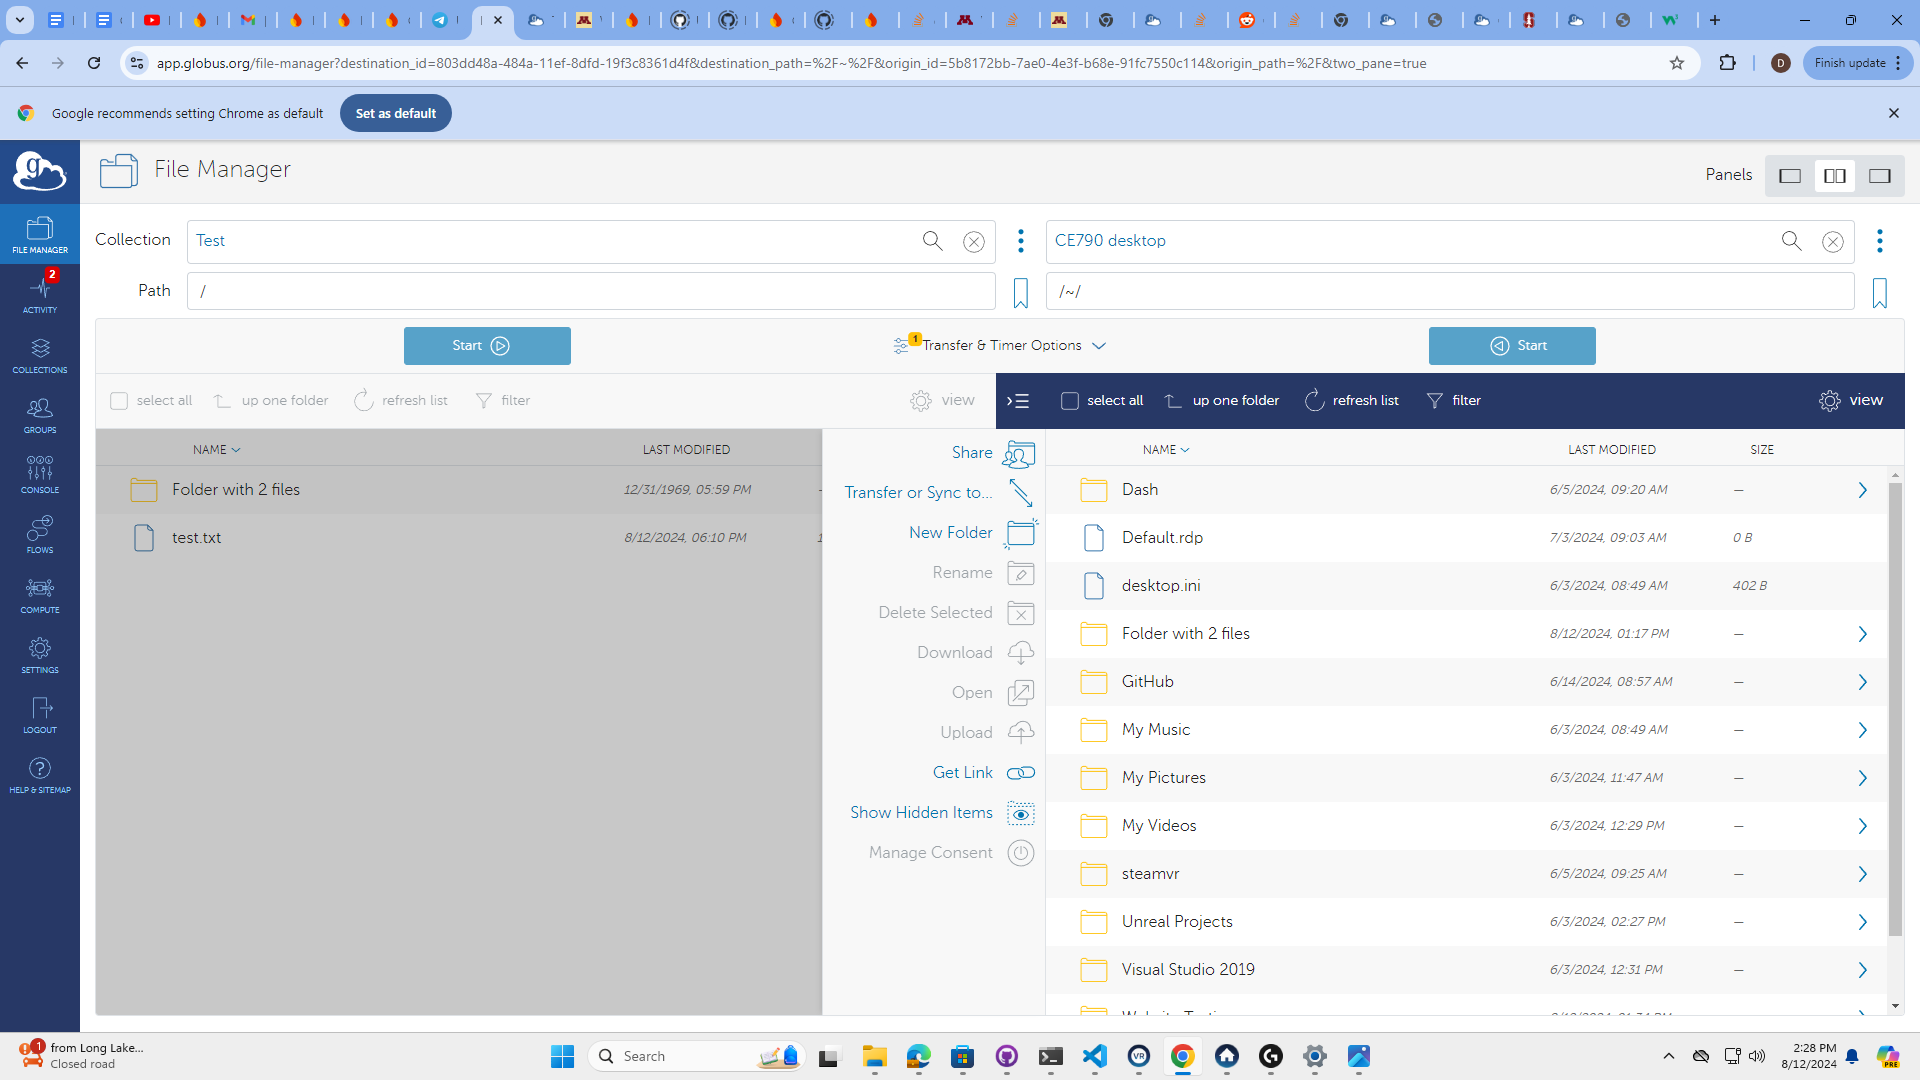 app.globus.org/file-manager?destination_id=803dd48a-484a-11ef-8dfd-19f3c8361d4f&destination_path=%2F~%2F&origin_id=5b8172bb-7ae0-4e3f-b68e-91fc7550c114&origin_path=%2F&two_pane=true
D
Finish update
Google recommends setting Chrome as default
Set as default
g
File Manager
Panels
FILE MANAGER
2
ACTIVITY
COLLECTIONS
GROUPS
CONSOLE
FLOWS
COMPUTE
SETTINGS
LOGOUT
HELP & SITEMAP
Collection
Test
CE790 desktop
Path
/
/~/
Start
1
Transfer & Timer Options
Start
select all
up one folder
refresh list
filter
view
select all
up one folder
refresh list
filter
view
NAME
LAST MODIFIED
Folder with 2 files
12/31/1969, 05:59 PM
test.txt
8/12/2024, 06:10 PM
Share
Transfer or Sync to...
New Folder
Rename
Delete Selected
Download
Open
Upload
Get Link
Show Hidden Items
Manage Consent
NAME
LAST MODIFIED
SIZE
Dash
6/5/2024, 09:20 AM
—
Default.rdp
7/3/2024, 09:03 AM
0 B
desktop.ini
6/3/2024, 08:49 AM
402 B
Folder with 2 files
8/12/2024, 01:17 PM
—
GitHub
6/14/2024, 08:57 AM
—
My Music
6/3/2024, 08:49 AM
—
My Pictures
6/3/2024, 11:47 AM
—
My Videos
6/3/2024, 12:29 PM
—
steamvr
6/5/2024, 09:25 AM
—
Unreal Projects
6/3/2024, 02:27 PM
—
Visual Studio 2019
6/3/2024, 12:31 PM
—
1
from Long Lake...
Closed road
Search
VR
PRE
2:28 PM
8/12/2024